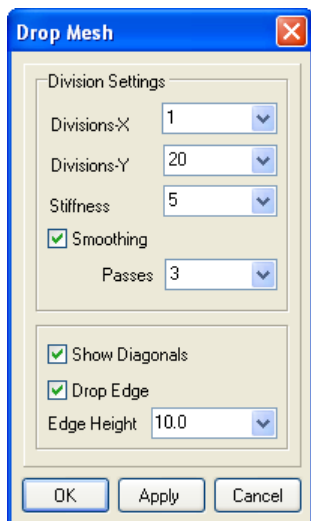 Drop Mesh
Division Settings
Divisions-X 1
Divisions-Y 20
Stiffness 5
Smoothing
Passes 3
Show Diagonals
Drop Edge
Edge Height 10.0
OK Apply Cancel